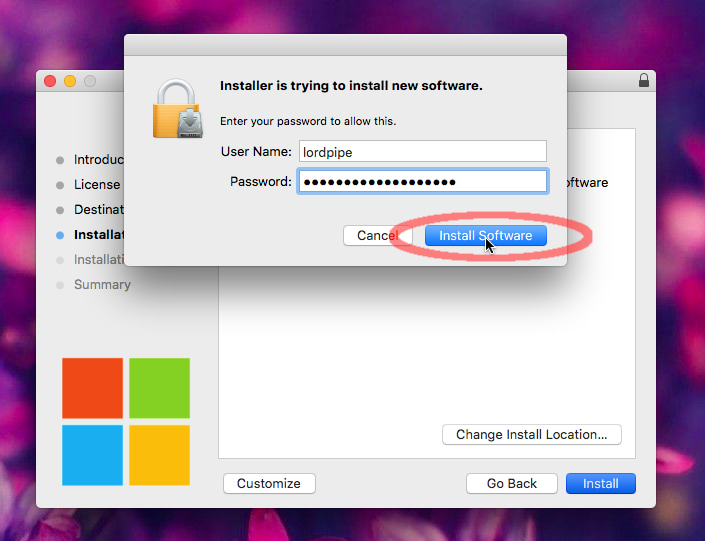 Installer is trying to install new software.
Enter your password to allow this.
User Name: lordpipe
Password: ●●●●●●●●●●●●●●●●●●●
Cancel
Install Software
Introduc
License
Destinat
Installat
Installati
Summary
oftware
Change Install Location...
Customize
Go Back
Install